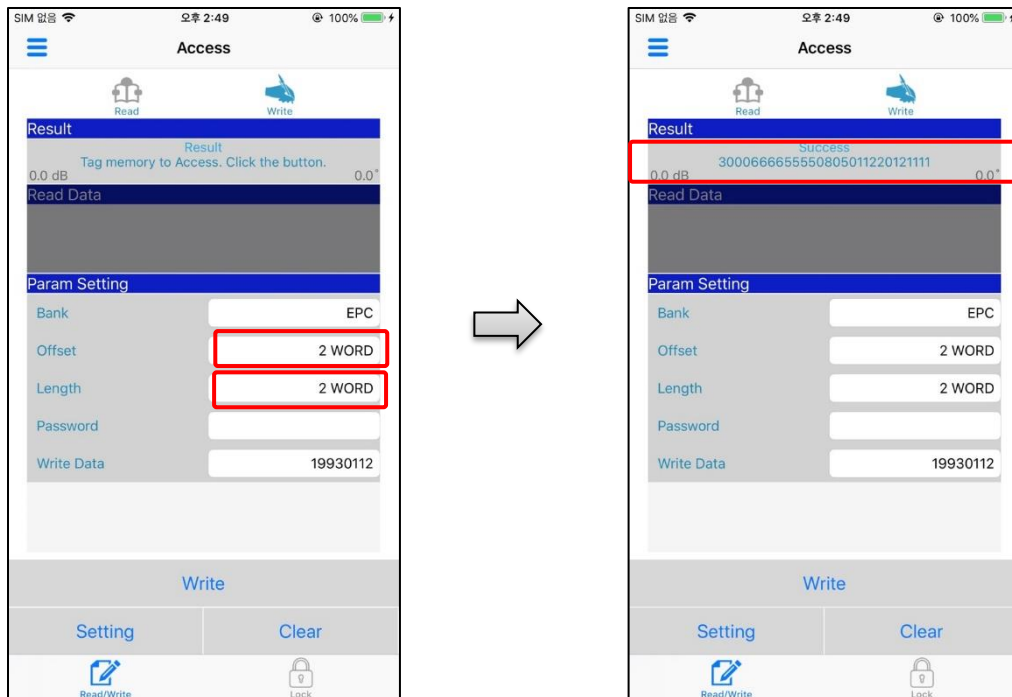 SIM 없음 오후 2:49 100%
Access
Read Write
Result
Result
Tag memory to Access. Click the button.
0.0 dB 0.0°
Read Data
Param Setting
Bank EPC
Offset 2 WORD
Length 2 WORD
Password
Write Data 19930112
Write
Setting Clear
Read/Write Lock
SIM 없음 오후 2:49 100%
Access
Read Write
Result
Success
3000666655550805011220121111
0.0 dB 0.0°
Read Data
Param Setting
Bank EPC
Offset 2 WORD
Length 2 WORD
Password
Write Data 19930112
Write
Setting Clear
Read/Write Lock